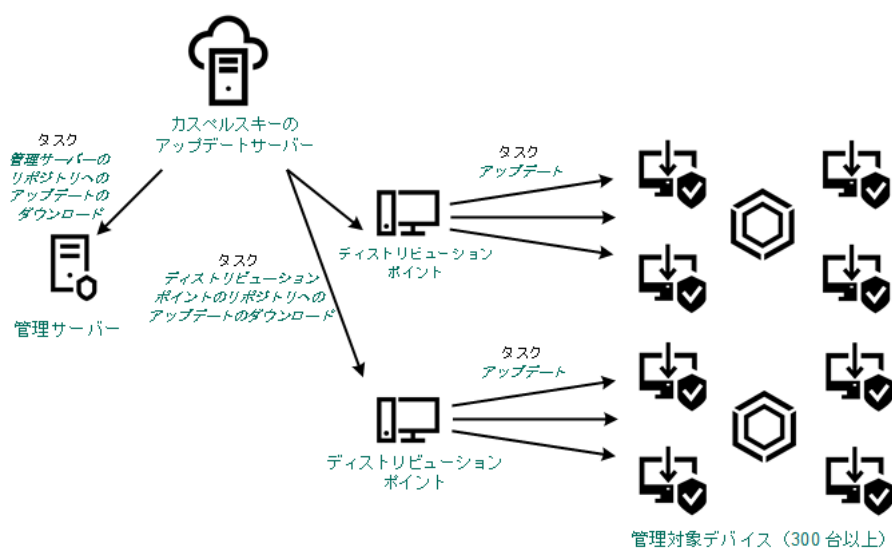 カスペルスキーの
アップデートサーバー
タスク
管理サーバーの
リポジトリへの
アップデートの
ダウンロード
管理サーバー
タスク
ディストリビューション
ポイントのリポジトリへの
アップデートのダウンロード
タスク
アップデート
ディストリビューション
ポイント
タスク
アップデート
ディストリビューション
ポイント
管理対象デバイス（300 台以上）